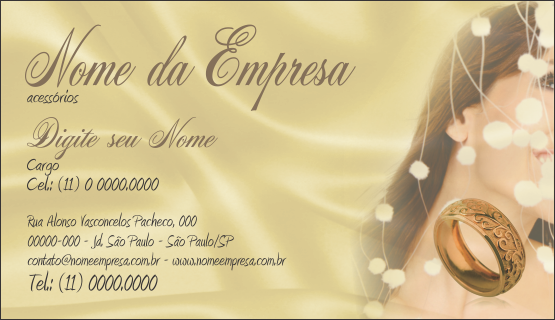 Nome da Empresa
acessórios
Digite seu Nome
Cargo
Cel.: (11) 0 0000.0000
Rua Alonso Vasconcelos Pacheco, 000
00000-000 - Jd. São Paulo - São Paulo/SP
contato@nomeempresa.com.br - www.nomeempresa.com.br
Tel.: (11) 0000.0000